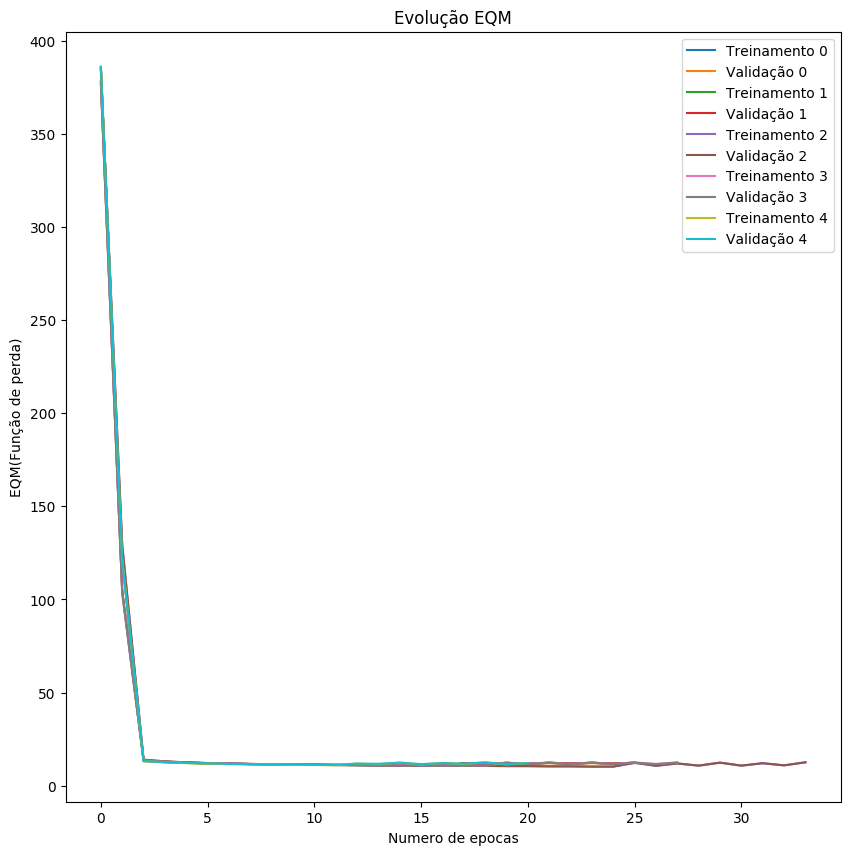 Evolução EQM
400
350
300
250
200
150
100
50
0
EQM(Função de perda)
Treinamento 0
Validação 0
Treinamento 1
Validação 1
Treinamento 2
Validação 2
Treinamento 3
Validação 3
Treinamento 4
Validação 4
0 5 10 15 20 25 30
Numero de epocas